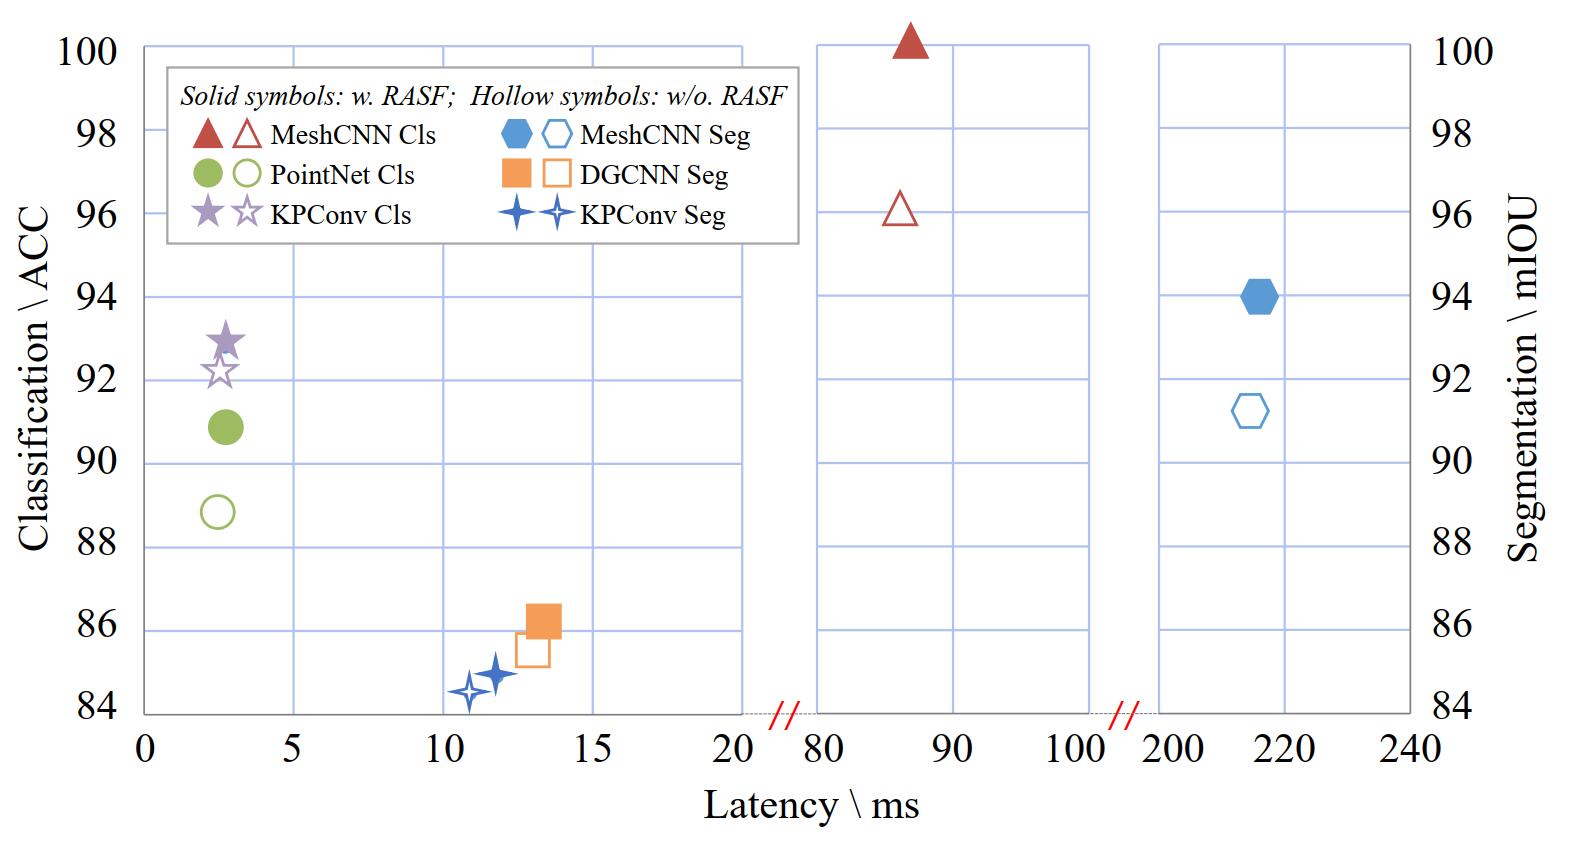 Solid symbols: w. RASF; Hollow symbols: w/o. RASF
MeshCNN Cls
MeshCNN Seg
PointNet Cls
DGCNN Seg
KPConv Cls
KPConv Seg
Classification \ ACC
100
98
96
94
92
90
88
86
84
Segmentation \ mIOU
100
98
96
94
92
90
88
86
84
0 5 10 15 20 // 80 90 100 // 200 220 240
Latency \ ms